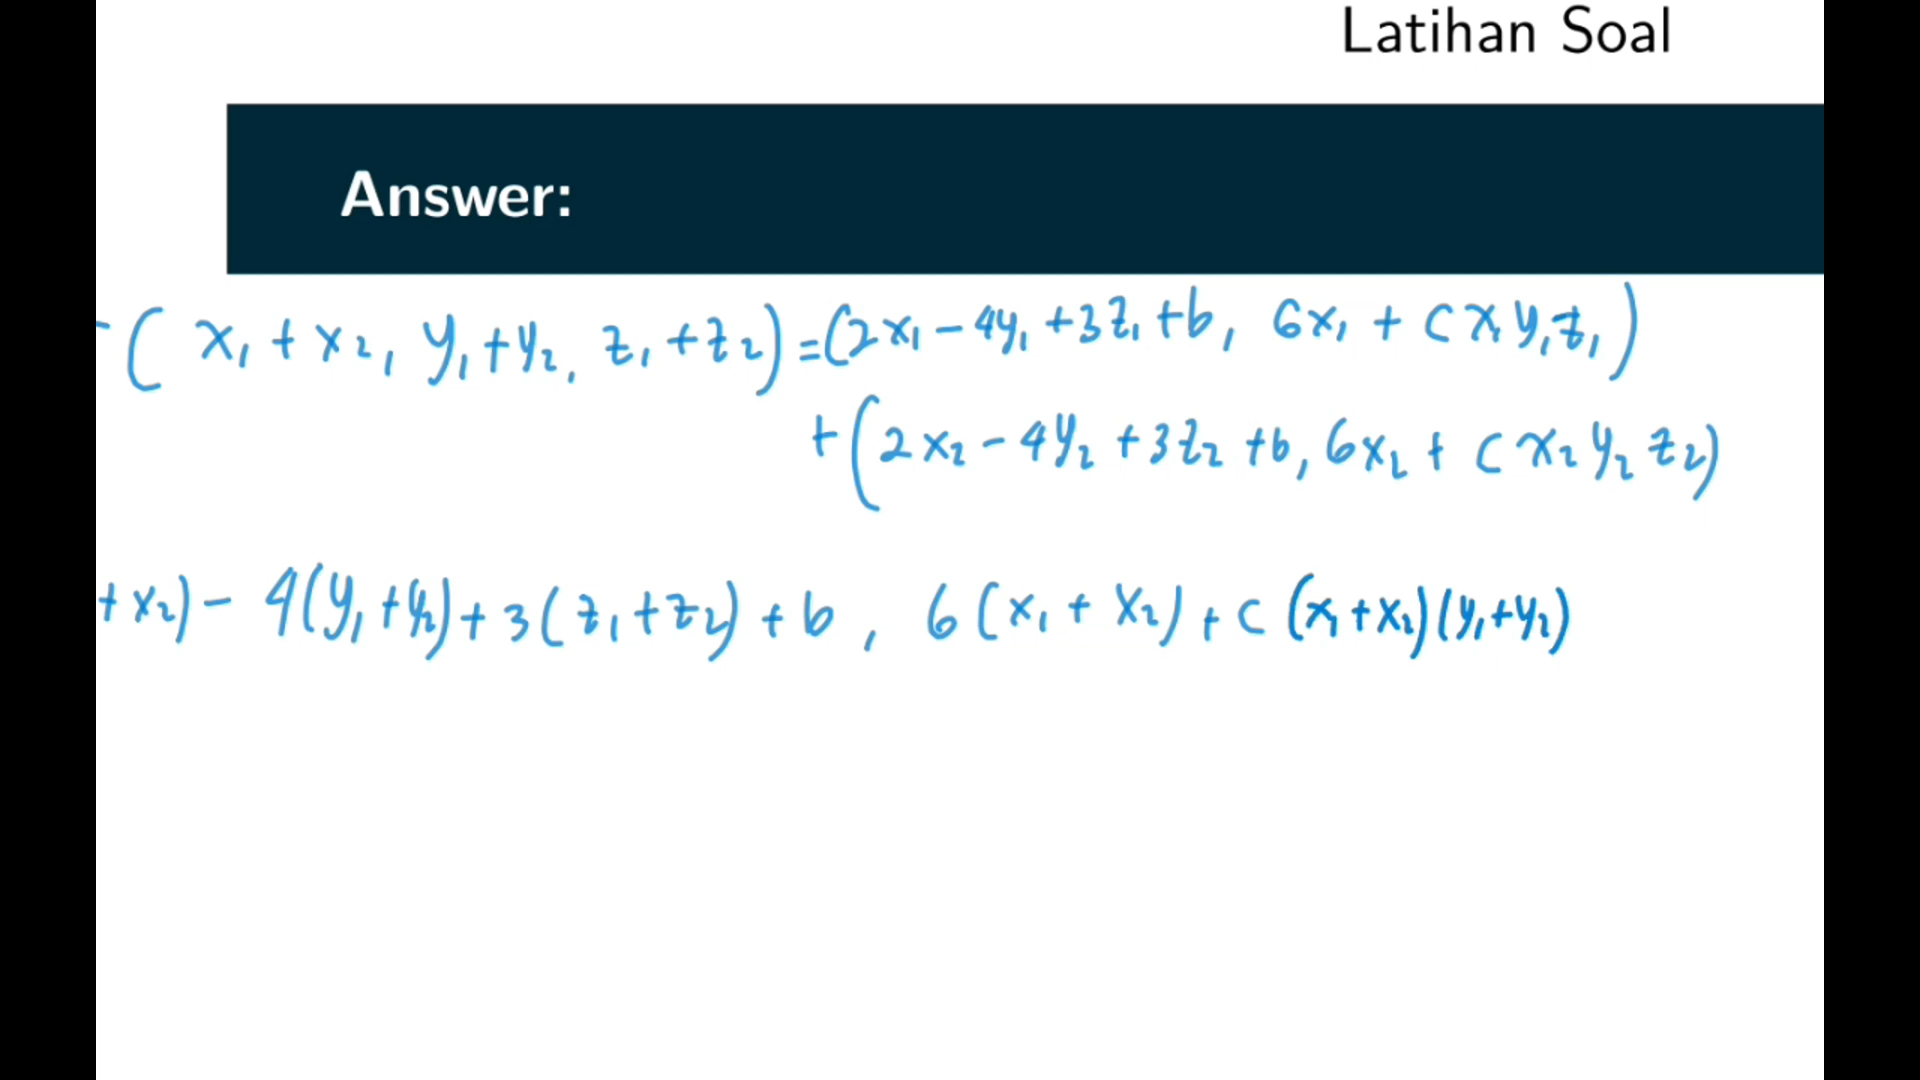 Latihan Soal
Answer:
(x₁ + x₂, y₁ + y₂, z₁ + z₂) = (2x₁ − 4y₁ + 3z₁ + b, 6x₁ + c x₁ y₁ z₁)
+ (2x₂ − 4y₂ + 3z₂ + b, 6x₂ + c x₂ y₂ z₂)
+ x₂) − 4(y₁ + y₂) + 3(z₁ + z₂) + b, 6(x₁ + x₂) + c (x₁ + x₂)(y₁ + y₂)